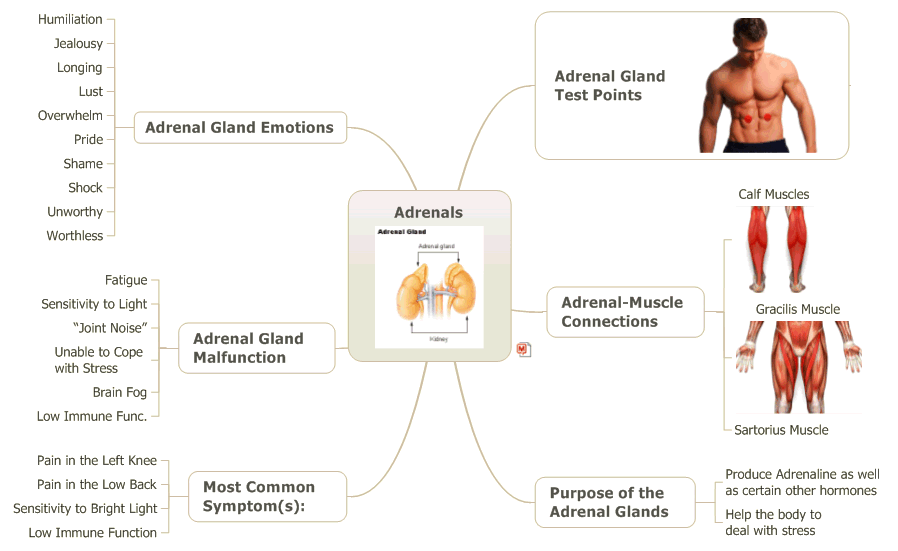 Humiliation
Jealousy
Longing
Lust
Overwhelm
Pride
Shame
Shock
Unworthy
Worthless
Adrenal Gland Emotions
Adrenal Gland
Test Points
Adrenals
Adrenal Gland
Adrenal gland
Kidney
Calf Muscles
Gracilis Muscle
Sartorius Muscle
Adrenal-Muscle
Connections
Fatigue
Sensitivity to Light
“Joint Noise”
Unable to Cope
with Stress
Brain Fog
Low Immune Func.
Adrenal Gland
Malfunction
Pain in the Left Knee
Pain in the Low Back
Sensitivity to Bright Light
Low Immune Function
Most Common
Symptom(s):
Purpose of the
Adrenal Glands
Produce Adrenaline as well
as certain other hormones
Help the body to
deal with stress